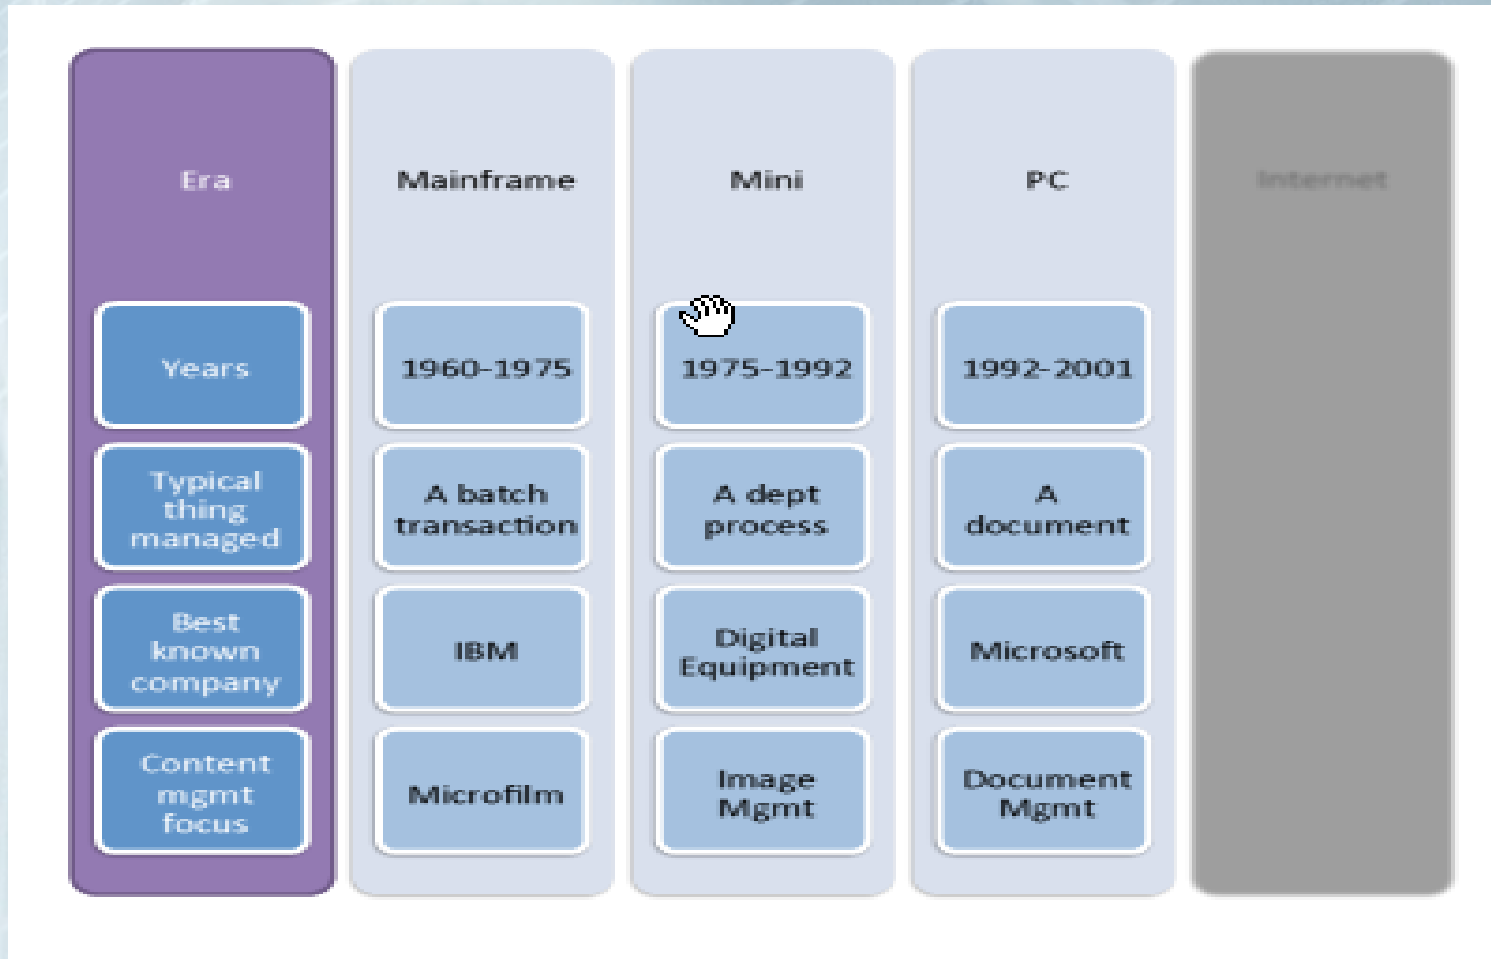 Era
Mainframe
Mini
PC
Internet
Years
1960-1975
1975-1992
1992-2001
Typical
thing
managed
A batch
transaction
A dept
process
A
document
Best
known
company
IBM
Digital
Equipment
Microsoft
Content
mgmt
focus
Microfilm
Image
Mgmt
Document
Mgmt